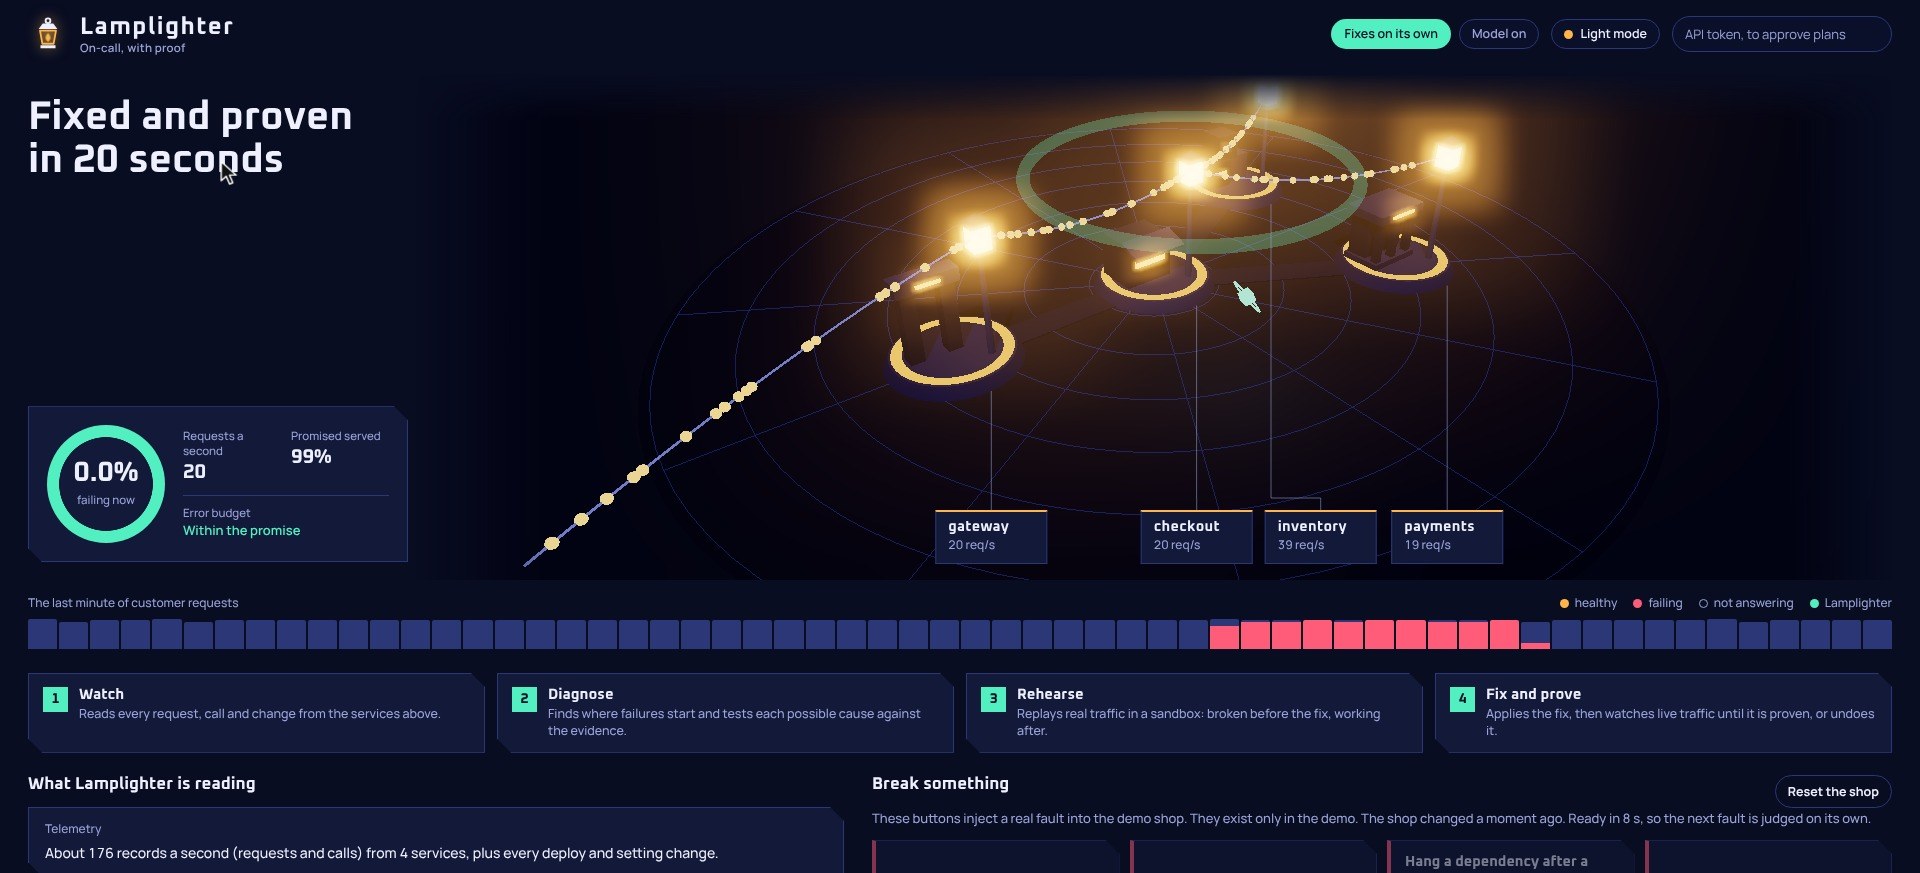 Lamplighter
On-call, with proof
Fixes on its own
Model on
Light mode
API token, to approve plans
Fixed and proven
in 20 seconds
0.0%
failing now
Requests a
second
20
Promised served
99%
Error budget
Within the promise
gateway
20 req/s
checkout
20 req/s
inventory
39 req/s
payments
19 req/s
The last minute of customer requests
healthy
failing
not answering
Lamplighter
1
Watch
Reads every request, call and change from the services above.
2
Diagnose
Finds where failures start and tests each possible cause against
the evidence.
3
Rehearse
Replays real traffic in a sandbox: broken before the fix, working
after.
4
Fix and prove
Applies the fix, then watches live traffic until it is proven, or undoes
it.
What Lamplighter is reading
Telemetry
About 176 records a second (requests and calls) from 4 services, plus every deploy and setting change.
Break something
Reset the shop
These buttons inject a real fault into the demo shop. They exist only in the demo. The shop changed a moment ago. Ready in 8 s, so the next fault is judged on its own.
Hang a dependency after a